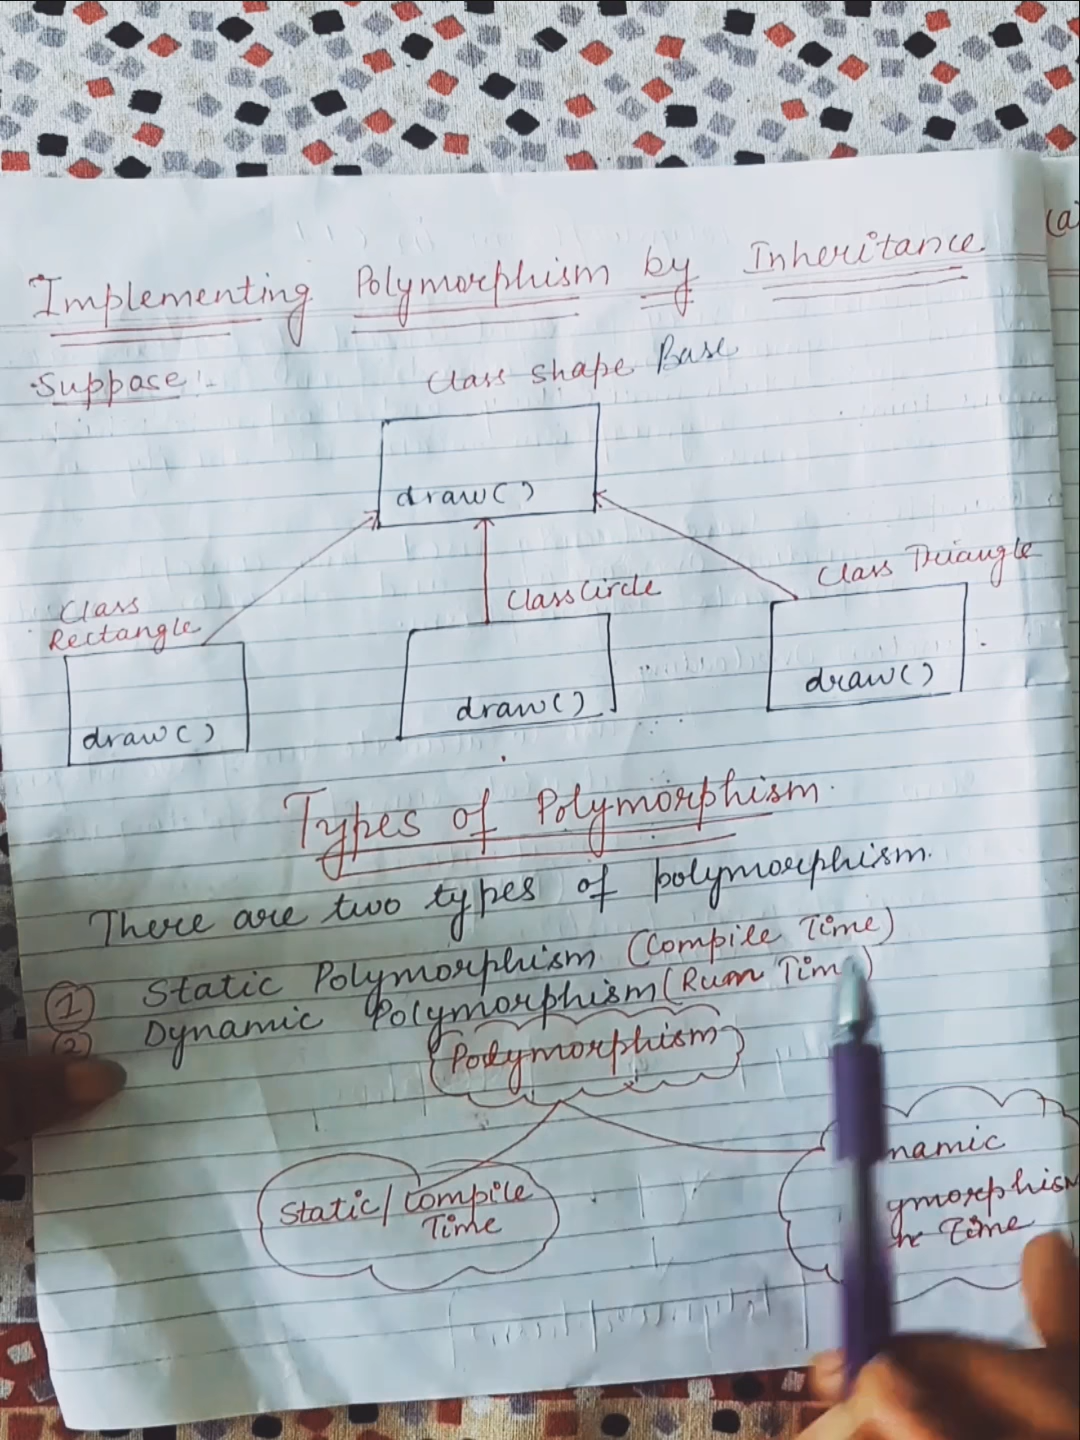 (a)
Implementing Polymorphism by Inheritance
Suppase:-
Class Shape Base
draw()
Class Rectangle
Class Circle
Class Triangle
draw()
draw()
draw()
Types of Polymorphism.
There are two types of polymorphism.
① Static Polymorphism (Compile Time)
② Dynamic Polymorphism (Run Time)
Polymorphism
Static/Compile
Time
namic
ymorphism
Time